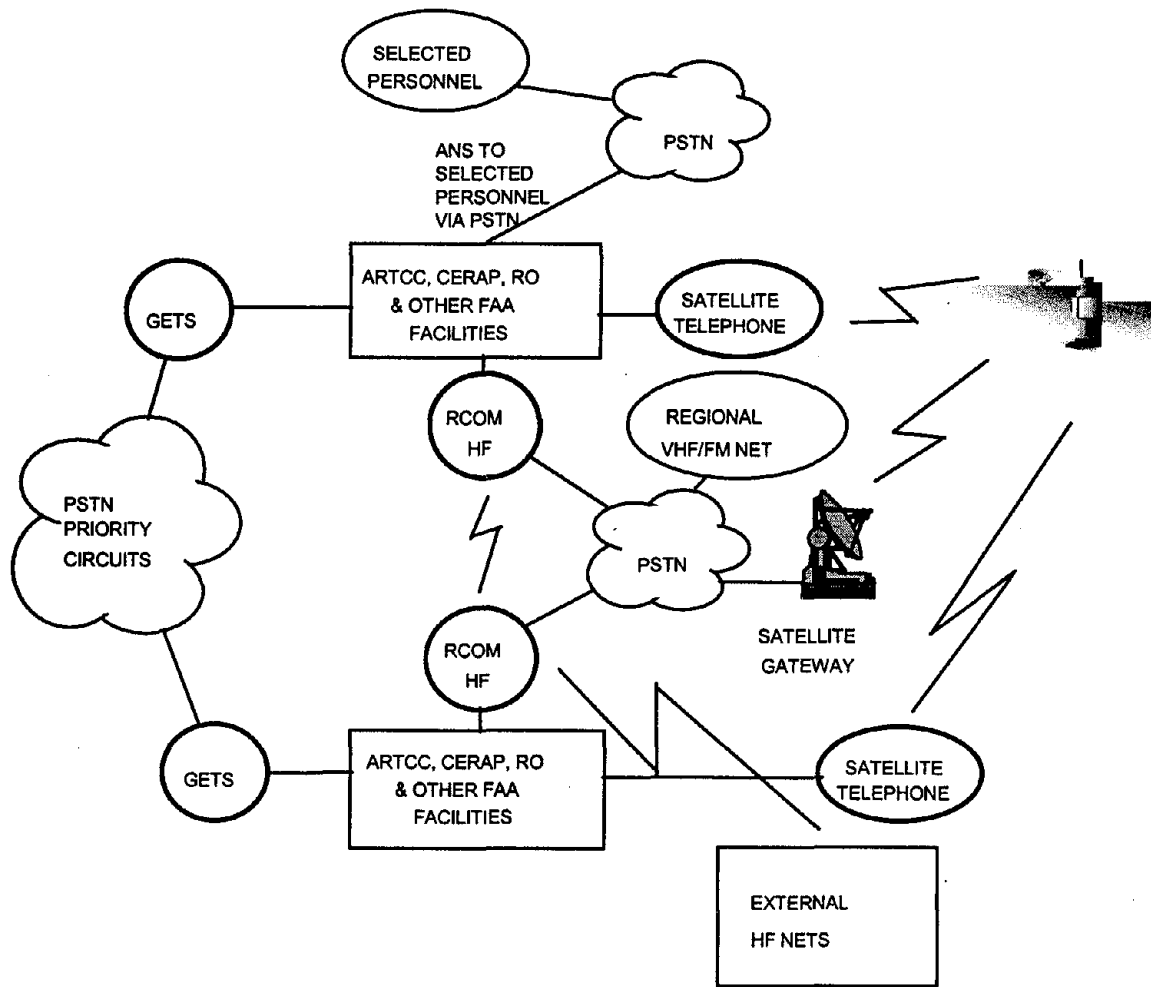 SELECTED
PERSONNEL
PSTN
ANS TO
SELECTED
PERSONNEL
VIA PSTN
ARTCC, CERAP, RO
& OTHER FAA
FACILITIES
GETS
SATELLITE
TELEPHONE
RCOM
HF
REGIONAL
VHF/FM NET
PSTN
PRIORITY
CIRCUITS
PSTN
SATELLITE
GATEWAY
RCOM
HF
GETS
ARTCC, CERAP, RO
& OTHER FAA
FACILITIES
SATELLITE
TELEPHONE
EXTERNAL
HF NETS